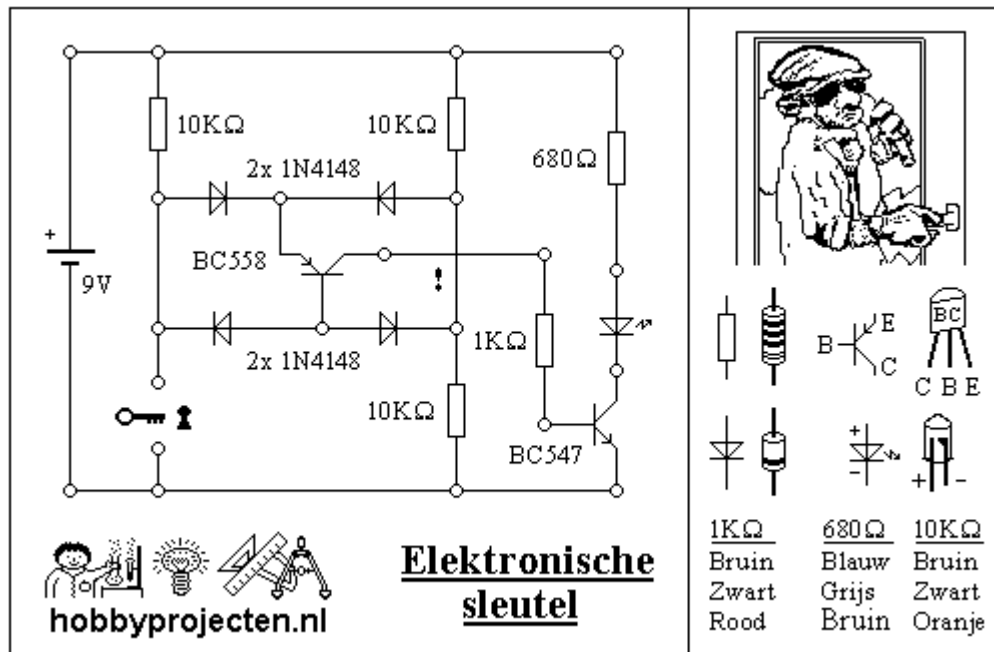 10KΩ
10KΩ
2x 1N4148
680Ω
+
9V
BC558
!
2x 1N4148
1KΩ
10KΩ
BC547
hobbyprojecten.nl
Elektronische
sleutel
B
E
C
BC
C B E
+
-
+ -
1KΩ 680Ω 10KΩ
Bruin Blauw Bruin
Zwart Grijs Zwart
Rood Bruin Oranje